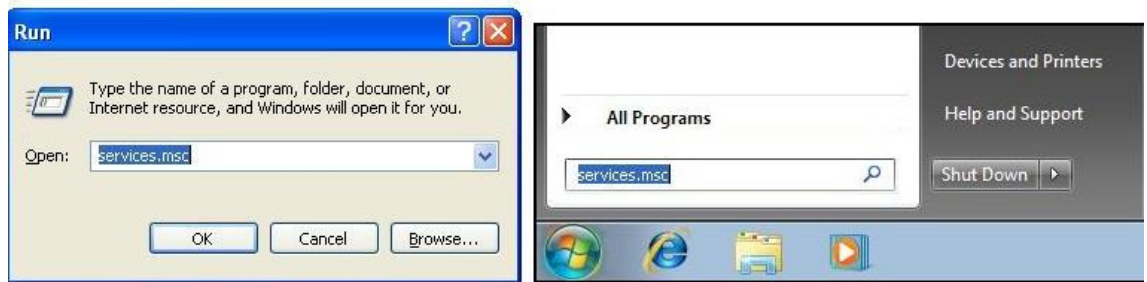 Run
Type the name of a program, folder, document, or
Internet resource, and Windows will open it for you.
Open: services.msc
OK Cancel Browse...
Devices and Printers
All Programs
Help and Support
services.msc
Shut Down